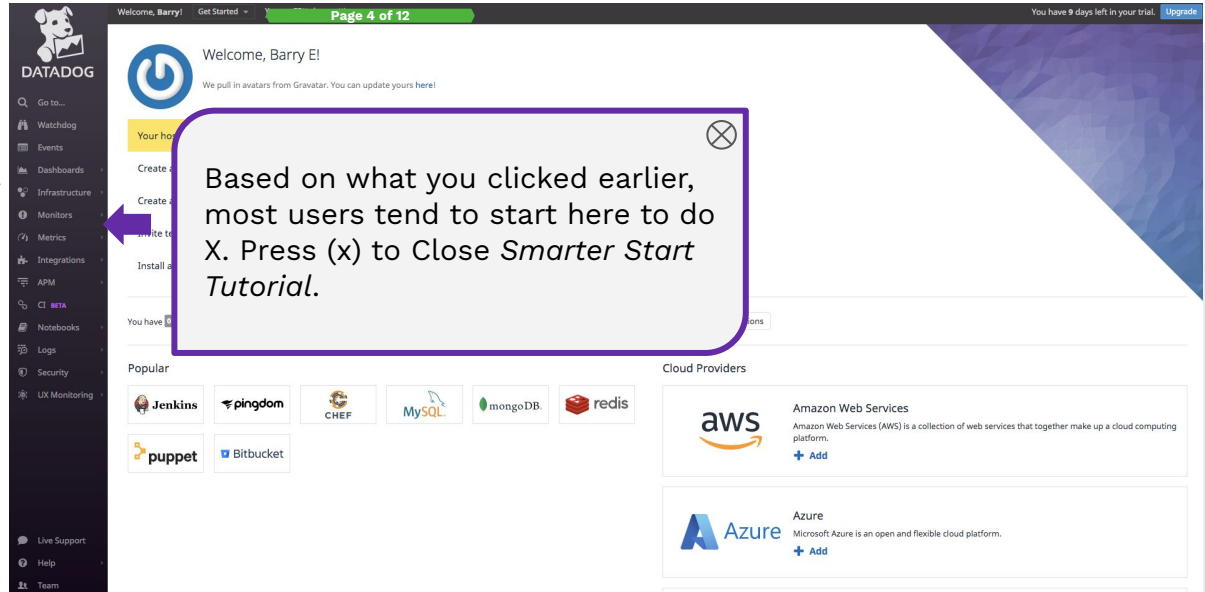 DATADOG
Welcome, Barry!
Get Started
Page 4 of 12
You have 9 days left in your trial.
Upgrade
Go to...
Watchdog
Events
Dashboards
Infrastructure
Monitors
Metrics
Integrations
APM
CI BETA
Notebooks
Logs
Security
UX Monitoring
Live Support
Help
Team
Welcome, Barry E!
We pull in avatars from Gravatar. You can update yours here!
Your
Create
Create
Install
Based on what you clicked earlier,
most users tend to start here to do
X. Press (x) to Close Smarter Start
Tutorial.
You have
Popular
Jenkins
pingdom
CHEF
MySQL
mongoDB.
redis
puppet
Bitbucket
Cloud Providers
aws
Amazon Web Services
Amazon Web Services (AWS) is a collection of web services that together make up a cloud computing
platform.
+ Add
Azure
Azure
Microsoft Azure is an open and flexible cloud platform.
+ Add